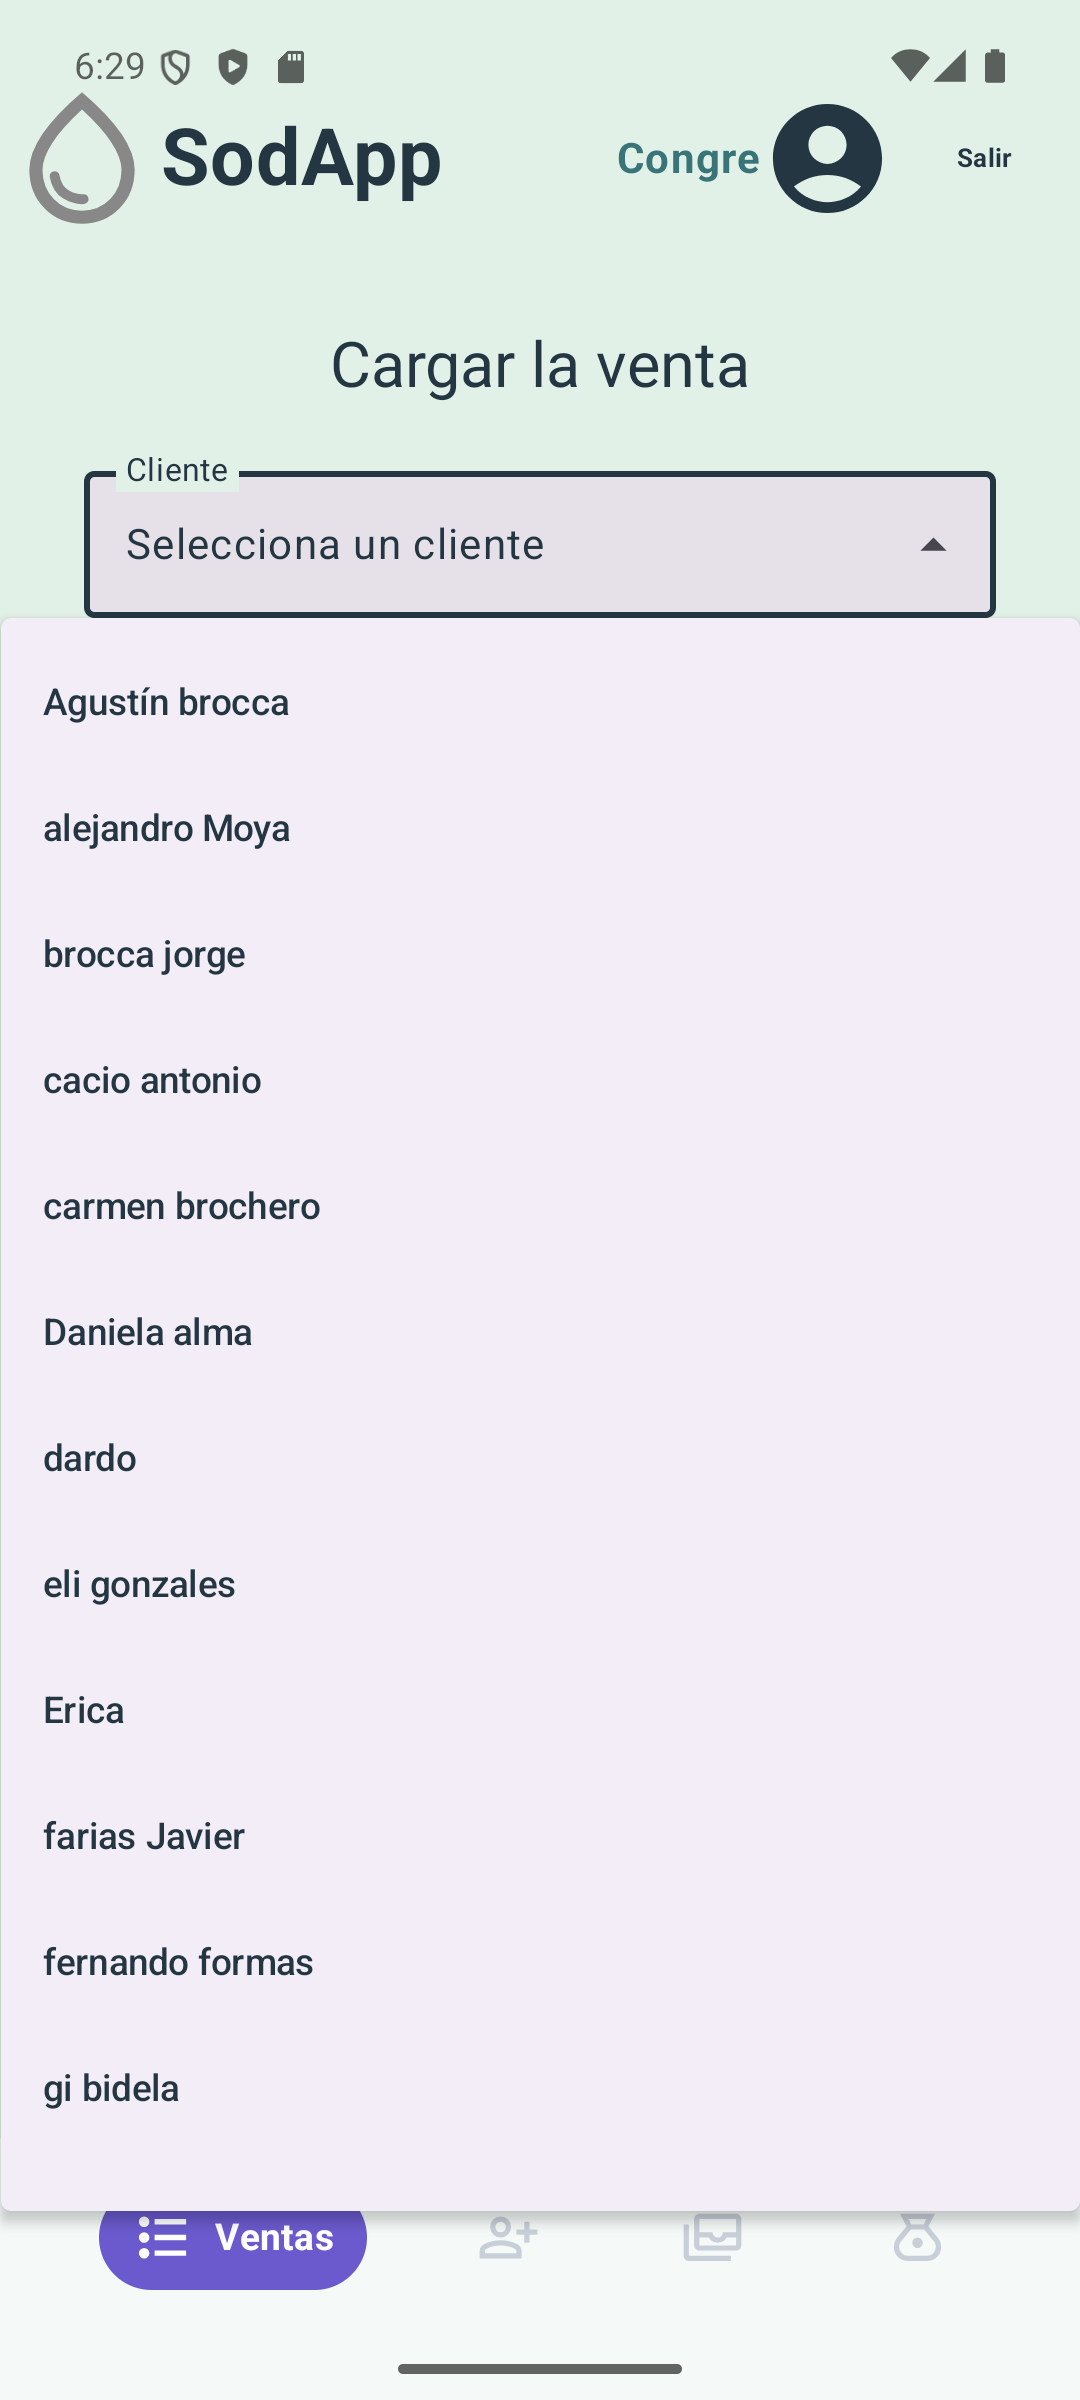 6:29
SodApp
Congre
Salir
Cargar la venta
Cliente
Selecciona un cliente
Agustín brocca
alejandro Moya
brocca jorge
cacio antonio
carmen brochero
Daniela alma
dardo
eli gonzales
Erica
farias Javier
fernando formas
gi bidela
Ventas